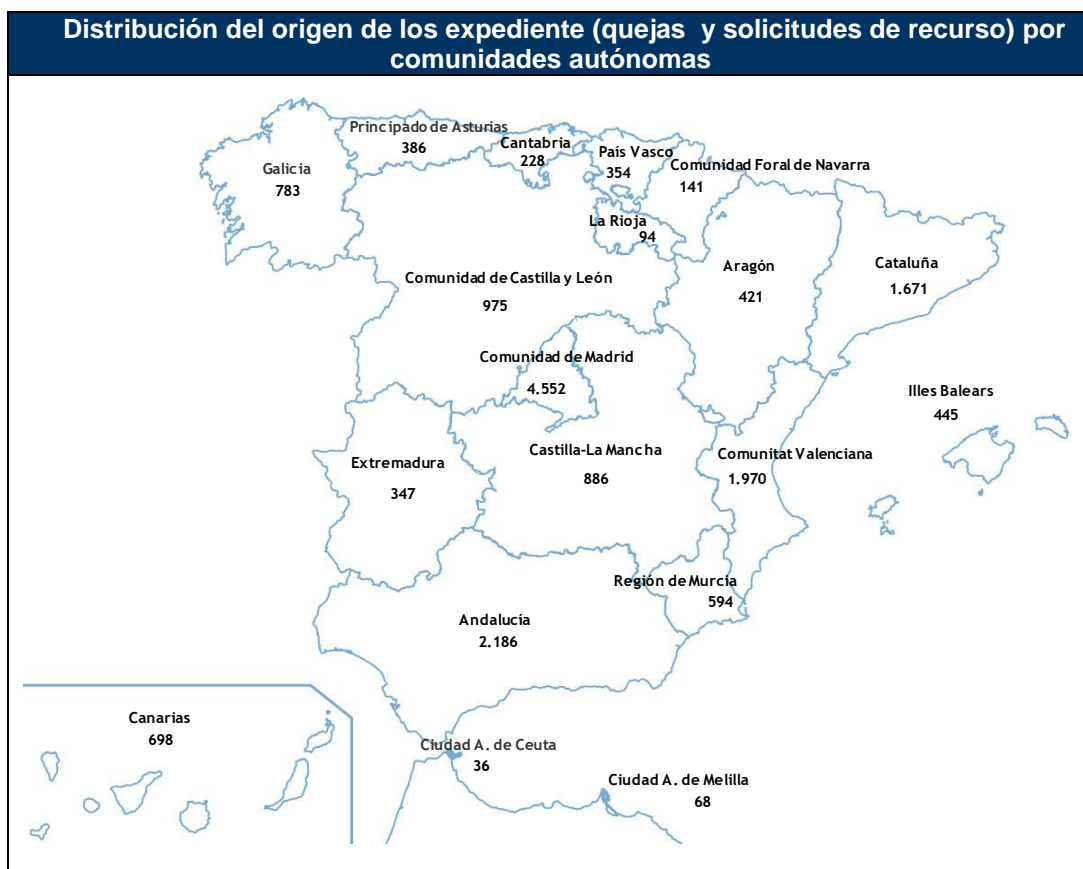 Distribución del origen de los expediente (quejas y solicitudes de recurso) por
comunidades autónomas
Principado de Asturias
386
Cantabria
228
País Vasco
354
Comunidad Foral de Navarra
141
Galicia
783
La Rioja
94
Comunidad de Castilla y León
975
Aragón
421
Cataluña
1.671
Comunidad de Madrid
4.552
Illes Balears
445
Extremadura
347
Castilla-La Mancha
886
Comunitat Valenciana
1.970
Región de Murcia
594
Andalucía
2.186
Canarias
698
Ciudad A. de Ceuta
36
Ciudad A. de Melilla
68